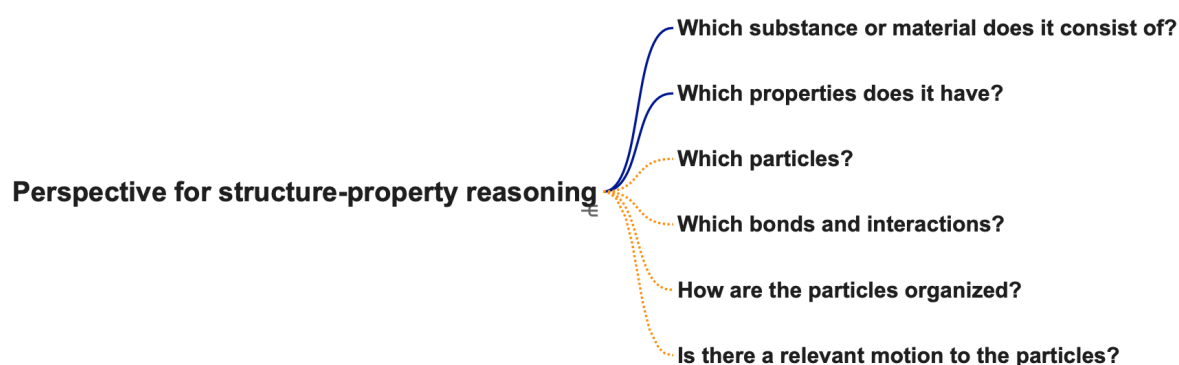 Which substance or material does it consist of?
Which properties does it have?
Which particles?
Perspective for structure-property reasoning
Which bonds and interactions?
How are the particles organized?
Is there a relevant motion to the particles?